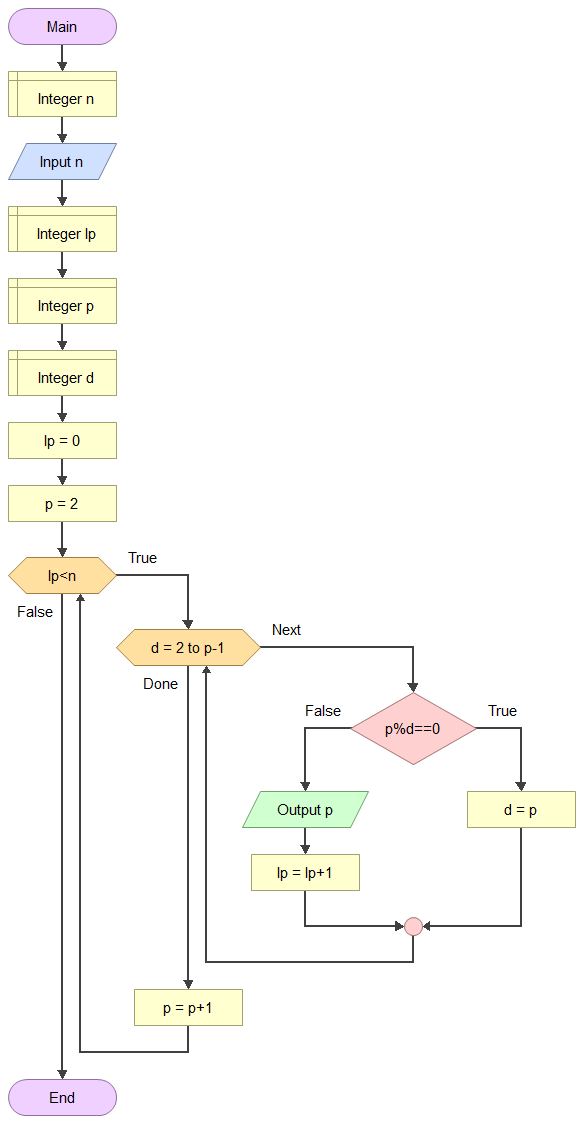 Main
Integer n
Input n
Integer lp
Integer p
Integer d
lp = 0
p = 2
lp<n
True
False
d = 2 to p-1
Next
Done
p%d==0
False
True
Output p
d = p
lp = lp+1
p = p+1
End